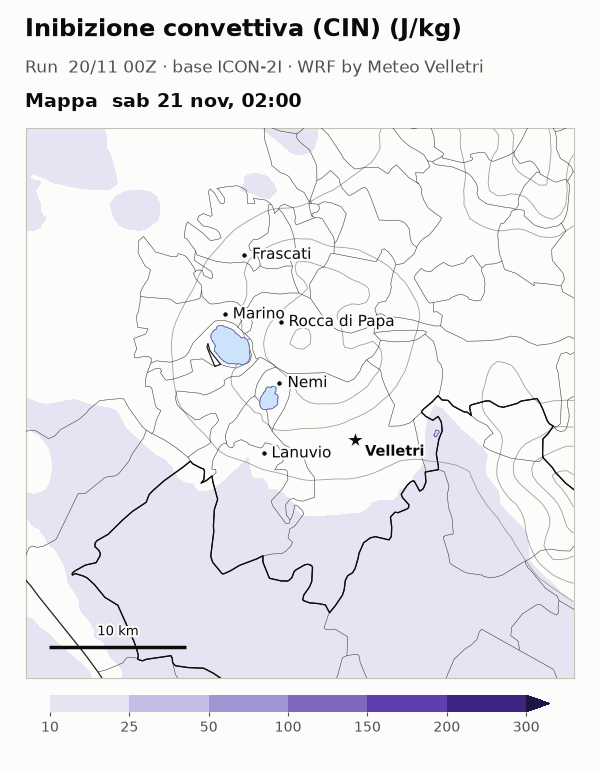 Inibizione convettiva (CIN) (J/kg)
Run  20/11 00Z · base ICON-2I · WRF by Meteo Velletri
Mappa  sab 21 nov, 02:00
Frascati
Marino
Rocca di Papa
Nemi
Velletri
Lanuvio
10 km
10 25 50 100 150 200 300